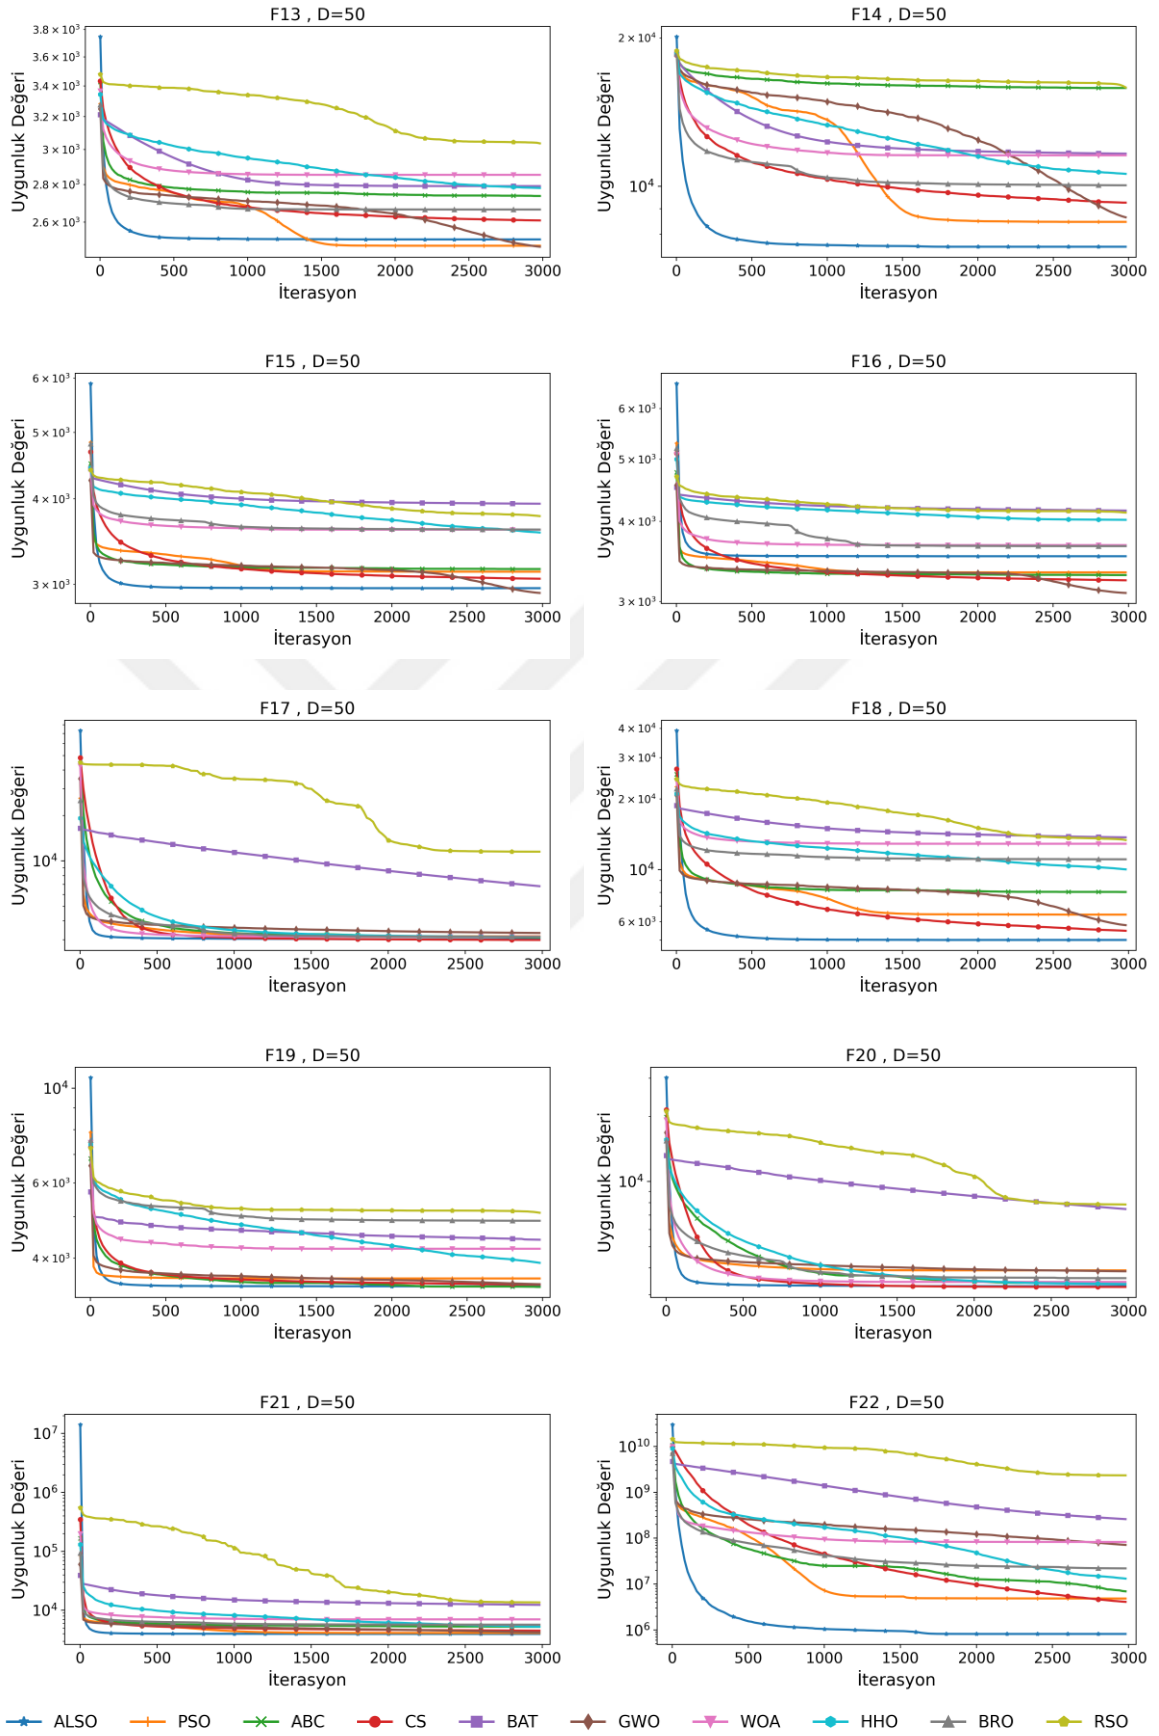 F13 , D=50
Uygunluk Değeri
3.8 × 10³
3.6 × 10³
3.4 × 10³
3.2 × 10³
3 × 10³
2.8 × 10³
2.6 × 10³
0 500 1000 1500 2000 2500 3000
İterasyon
F14 , D=50
Uygunluk Değeri
2 × 10⁴
10⁴
0 500 1000 1500 2000 2500 3000
İterasyon
F15 , D=50
Uygunluk Değeri
6 × 10³
5 × 10³
4 × 10³
3 × 10³
0 500 1000 1500 2000 2500 3000
İterasyon
F16 , D=50
Uygunluk Değeri
6 × 10³
5 × 10³
4 × 10³
3 × 10³
0 500 1000 1500 2000 2500 3000
İterasyon
F17 , D=50
Uygunluk Değeri
10⁴
0 500 1000 1500 2000 2500 3000
İterasyon
F18 , D=50
Uygunluk Değeri
4 × 10⁴
3 × 10⁴
2 × 10⁴
10⁴
6 × 10³
0 500 1000 1500 2000 2500 3000
İterasyon
F19 , D=50
Uygunluk Değeri
10⁴
6 × 10³
4 × 10³
0 500 1000 1500 2000 2500 3000
İterasyon
F20 , D=50
Uygunluk Değeri
10⁴
0 500 1000 1500 2000 2500 3000
İterasyon
F21 , D=50
Uygunluk Değeri
10⁷
10⁶
10⁵
10⁴
0 500 1000 1500 2000 2500 3000
İterasyon
F22 , D=50
Uygunluk Değeri
10¹⁰
10⁹
10⁸
10⁷
10⁶
0 500 1000 1500 2000 2500 3000
İterasyon
ALSO PSO ABC CS BAT GWO WOA HHO BRO RSO